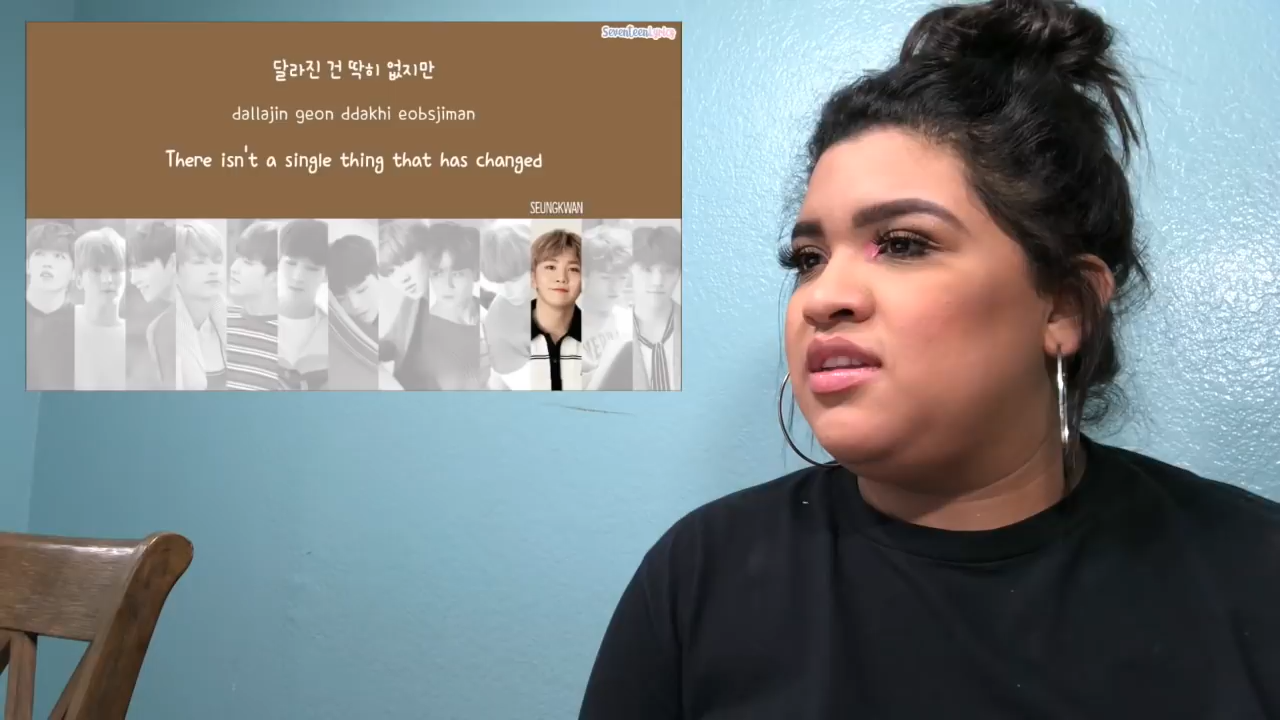 SeventeenLyrics
달라진 건 딱히 없지만
dallajin geon ddakhi eobsjiman
There isn't a single thing that has changed
SEUNGKWAN